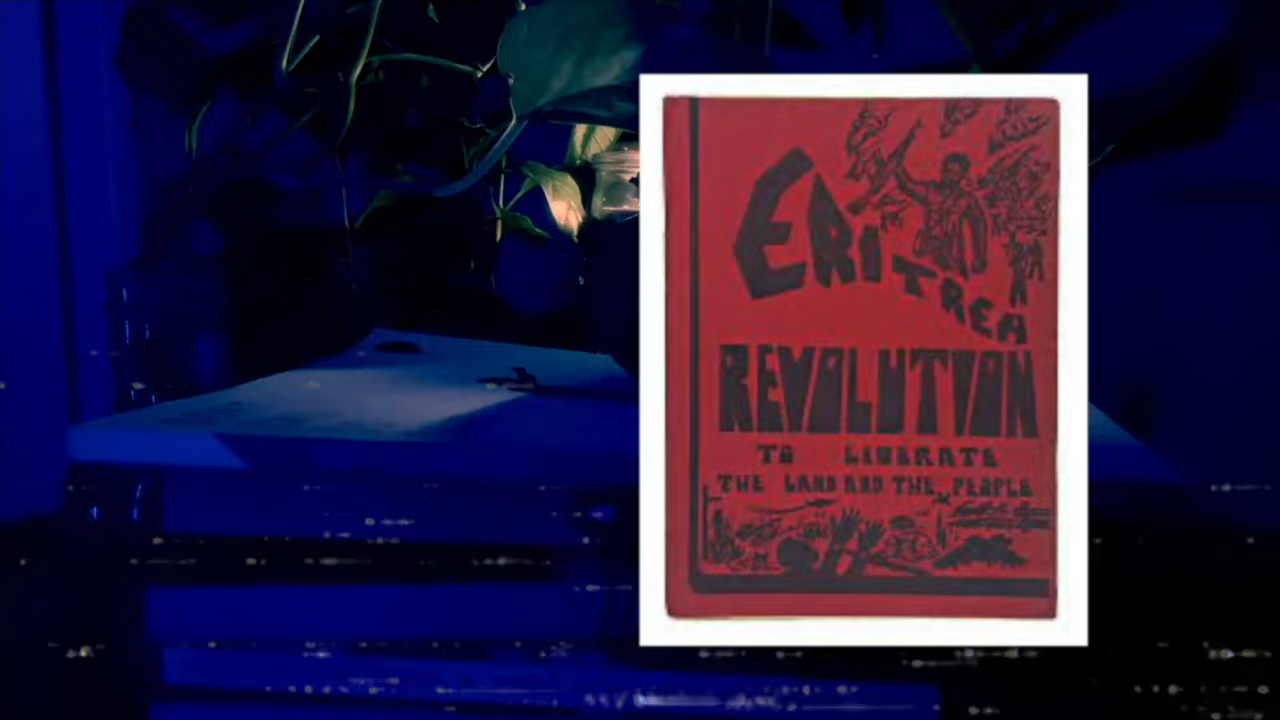 ERITREA
REVOLUTION
TO LIBERATE
THE LAND AND THE PEOPLE